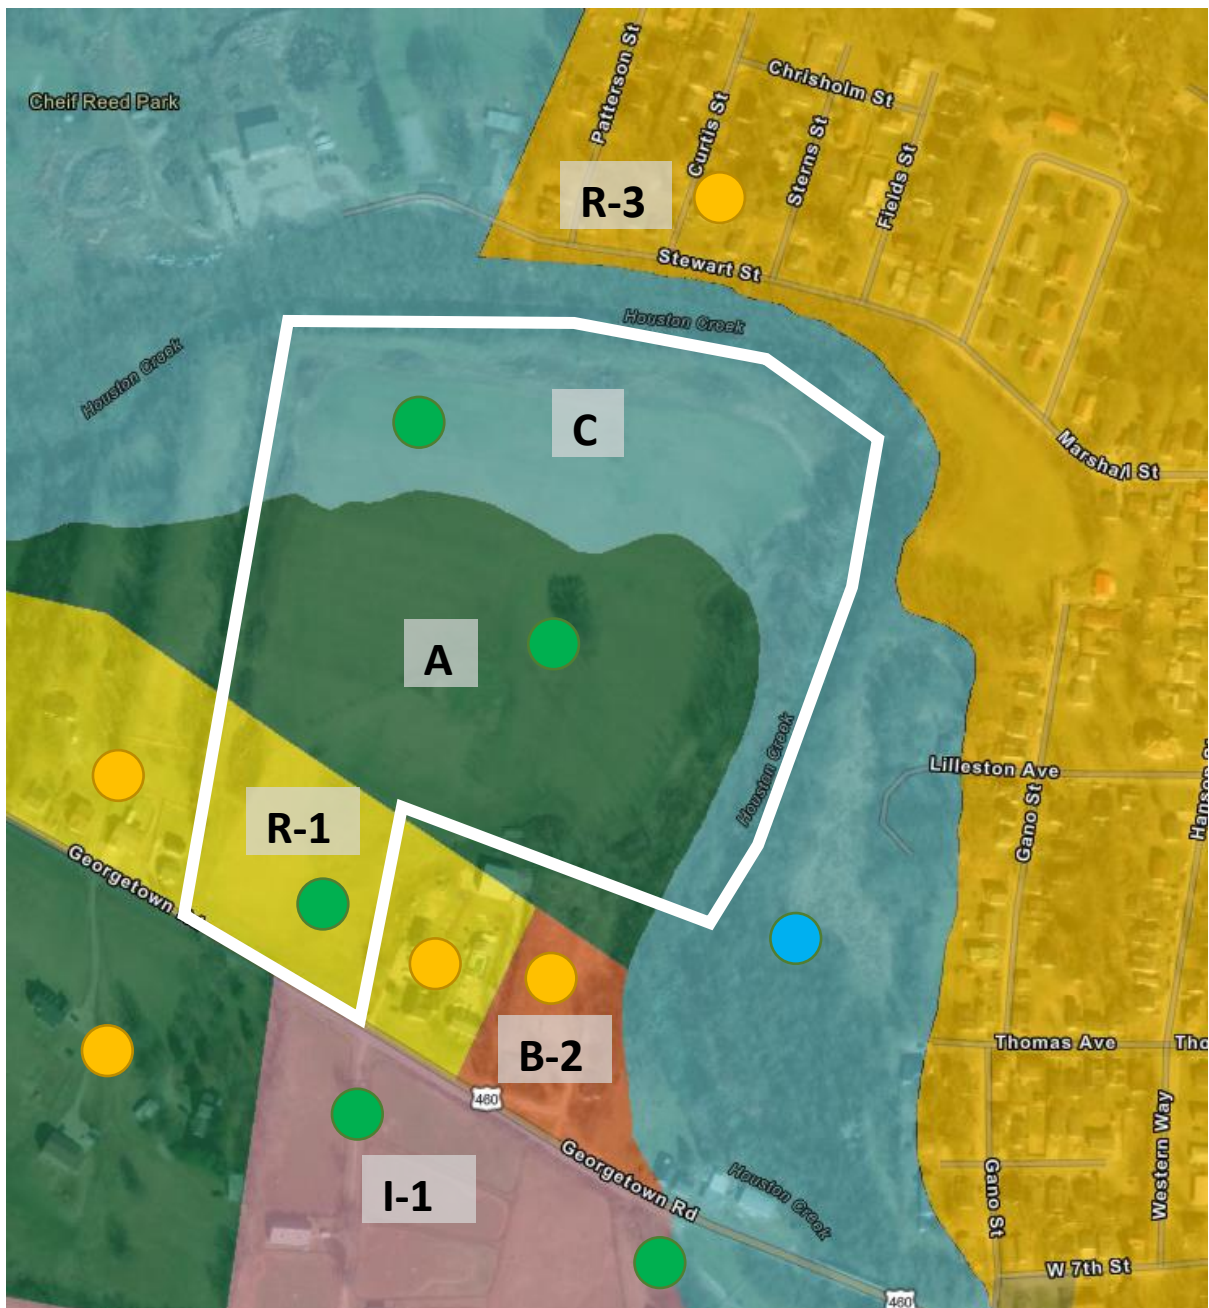 Patterson St
Chrisholm St
Cheif Reed Park
Curtis St
Sterns St
Fields St
R-3
Stewart St
Houston Creek
Houston Creek
C
Marshall St
A
Houston Creek
Lilleston Ave
Hanson
Gano St
R-1
Georgetown
Thomas Ave
Tho
B-2
460
Western Way
Georgetown Rd
Houston Creek
I-1
Gano St
W 7th St
460